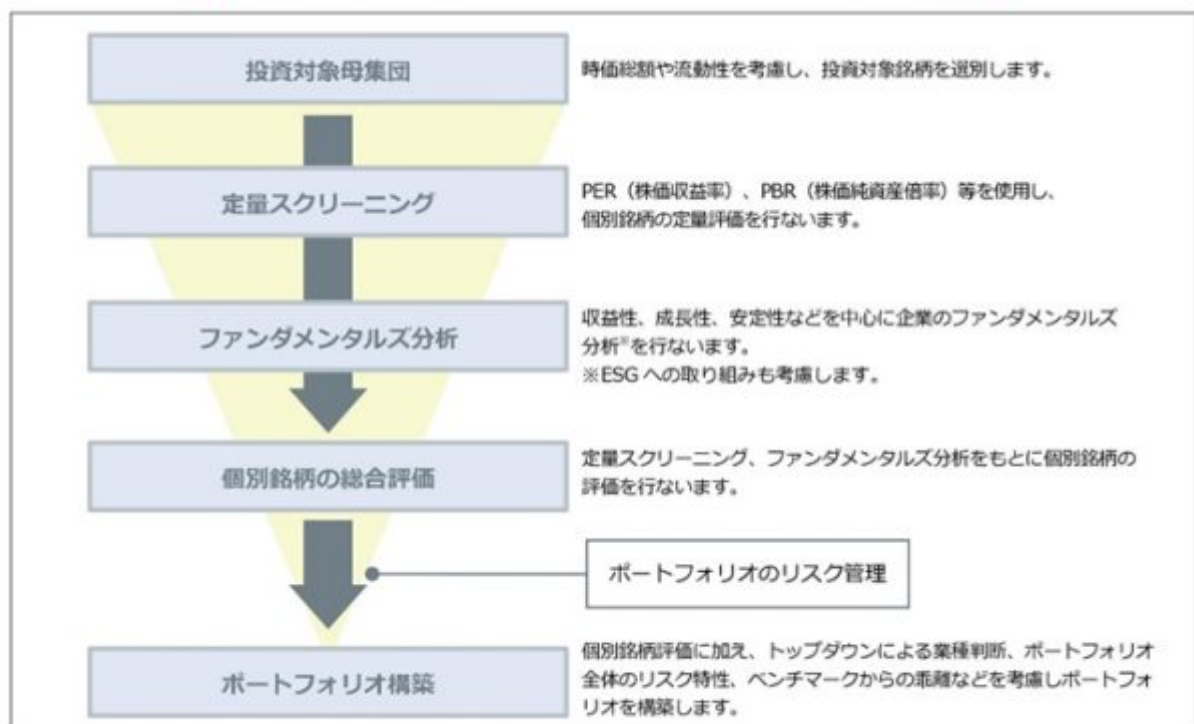 投資対象母集団
時価総額や流動性を考慮し、投資対象銘柄を選別します。
定量スクリーニング
PER（株価収益率）、PBR（株価純資産倍率）等を使用し、
個別銘柄の定量評価を行ないます。
ファンダメンタルズ分析
収益性、成長性、安定性などを中心に企業のファンダメンタルズ
分析※を行ないます。
※ESG への取り組みも考慮します。
個別銘柄の総合評価
定量スクリーニング、ファンダメンタルズ分析をもとに個別銘柄の
評価を行ないます。
ポートフォリオのリスク管理
ポートフォリオ構築
個別銘柄評価に加え、トップダウンによる業種判断、ポートフォリオ
全体のリスク特性、ベンチマークからの乖離などを考慮しポートフォ
リオを構築します。